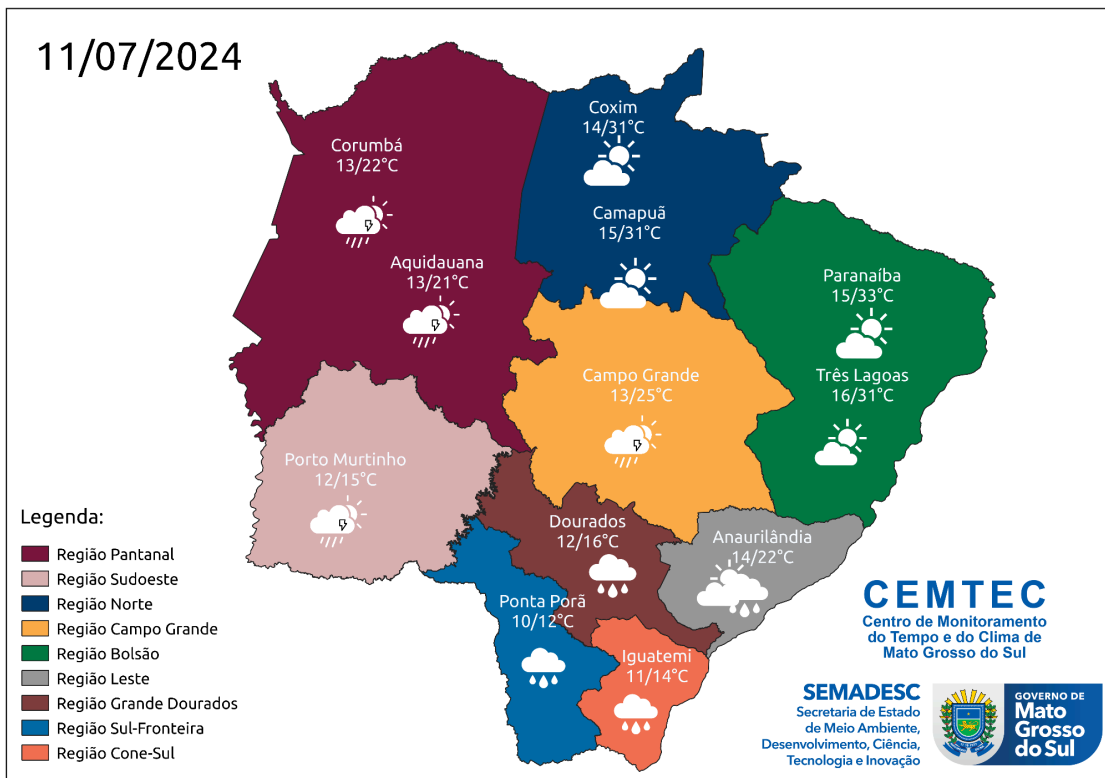 11/07/2024
Coxim
14/31°C
Corumbá
13/22°C
Camapuã
15/31°C
Aquidauana
13/21°C
Paranaíba
15/33°C
Campo Grande
13/25°C
Três Lagoas
16/31°C
Porto Murtinho
12/15°C
Dourados
12/16°C
Anaurilândia
14/22°C
Ponta Porã
10/12°C
Iguatemi
11/14°C
Legenda:
Região Pantanal
Região Sudoeste
Região Norte
Região Campo Grande
Região Bolsão
Região Leste
Região Grande Dourados
Região Sul-Fronteira
Região Cone-Sul
CEMTEC
Centro de Monitoramento
do Tempo e do Clima de
Mato Grosso do Sul
SEMADESC
Secretaria de Estado
de Meio Ambiente,
Desenvolvimento, Ciência,
Tecnologia e Inovação
GOVERNO DE
Mato
Grosso
do Sul